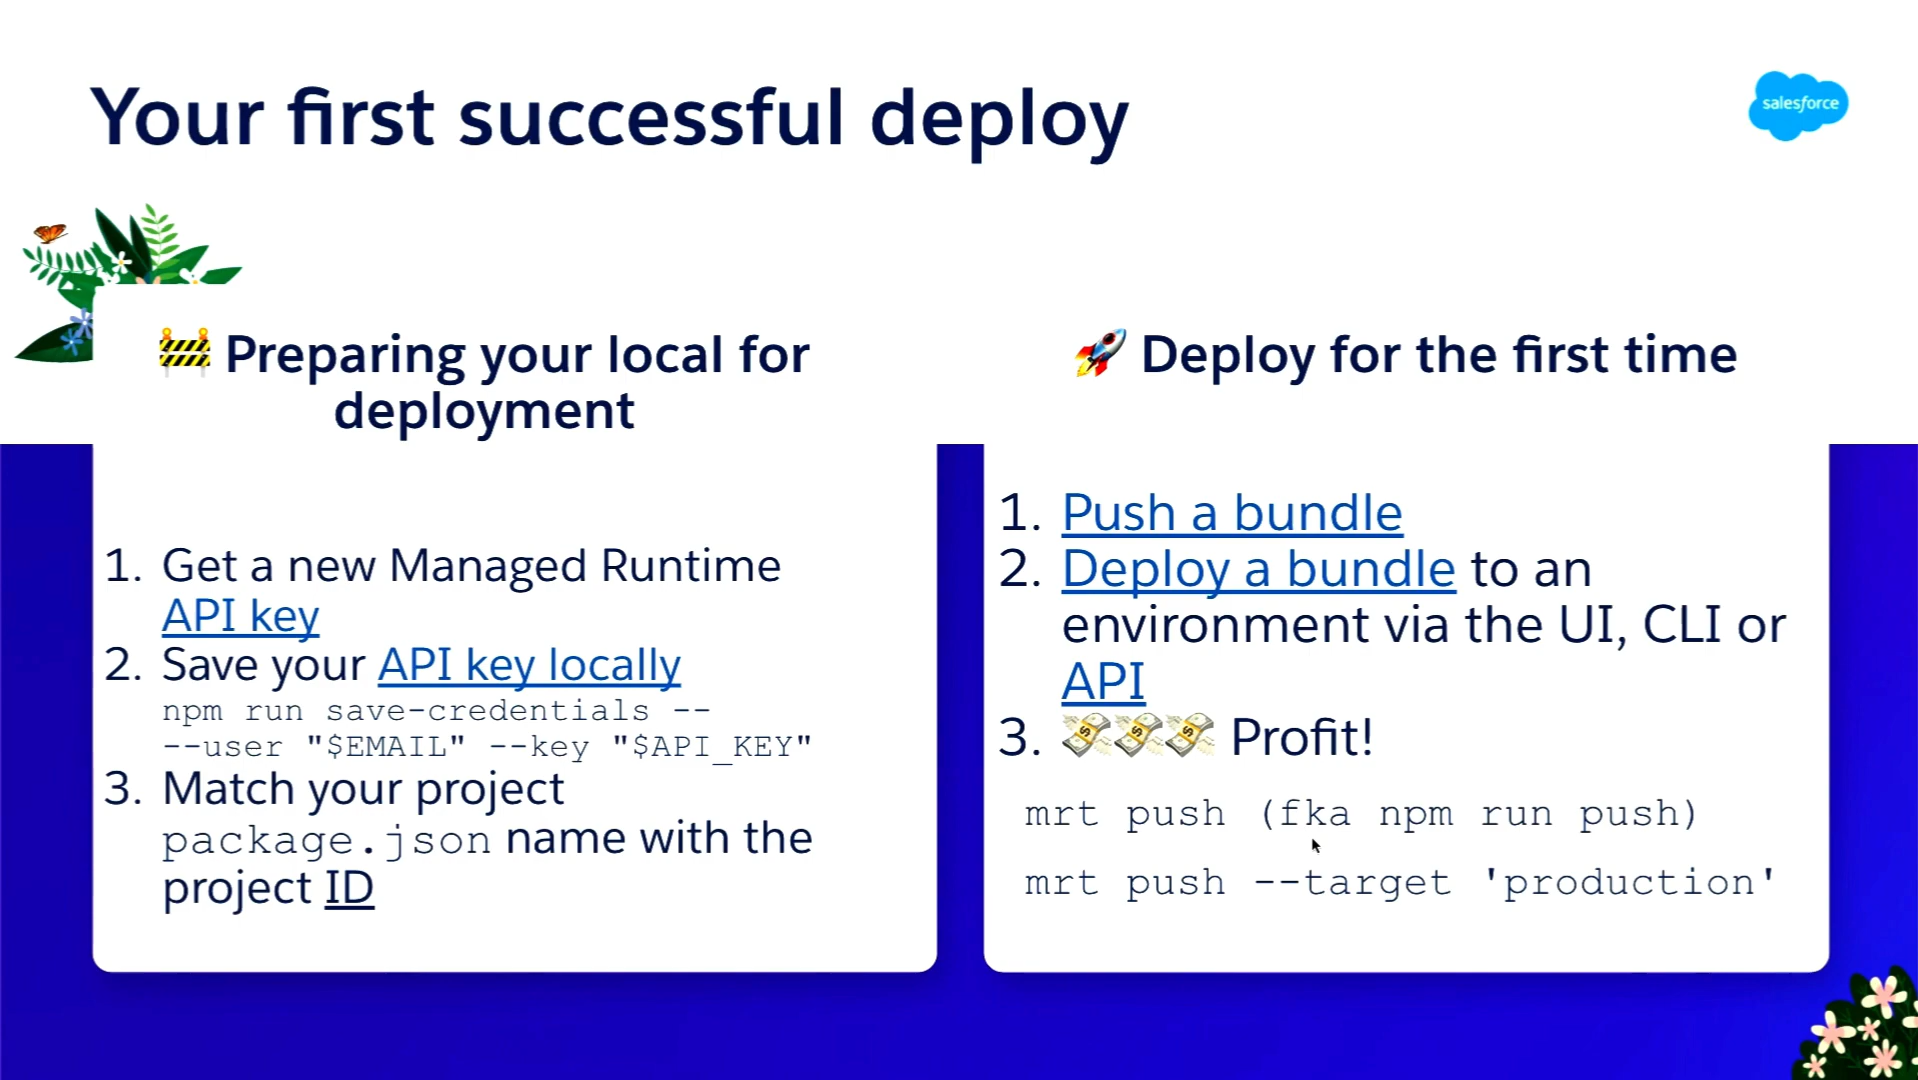 Your first successful deploy
salesforce
🚧 Preparing your local for
deployment
1. Get a new Managed Runtime
API key
2. Save your API key locally
npm run save-credentials --
--user "$EMAIL" --key "$API_KEY"
3. Match your project
package.json name with the
project ID
🚀 Deploy for the first time
1. Push a bundle
2. Deploy a bundle to an
environment via the UI, CLI or
API
3. 💸💸💸 Profit!
mrt push (fka npm run push)
mrt push --target 'production'